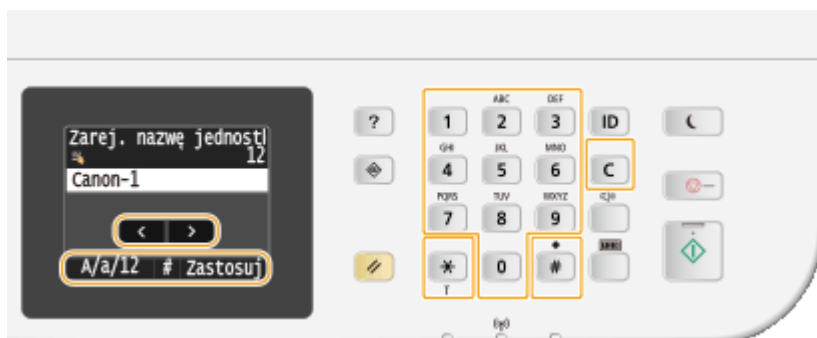 Zarej. nazwę jednostl
12
Canon-1
< >
A/a/12 # Zastosuj
?
ABC DEF
1 2 3 ID
GHI JKL MNO
4 5 6 C
PQRS TUV WXYZ
7 8 9
* 0 #
T